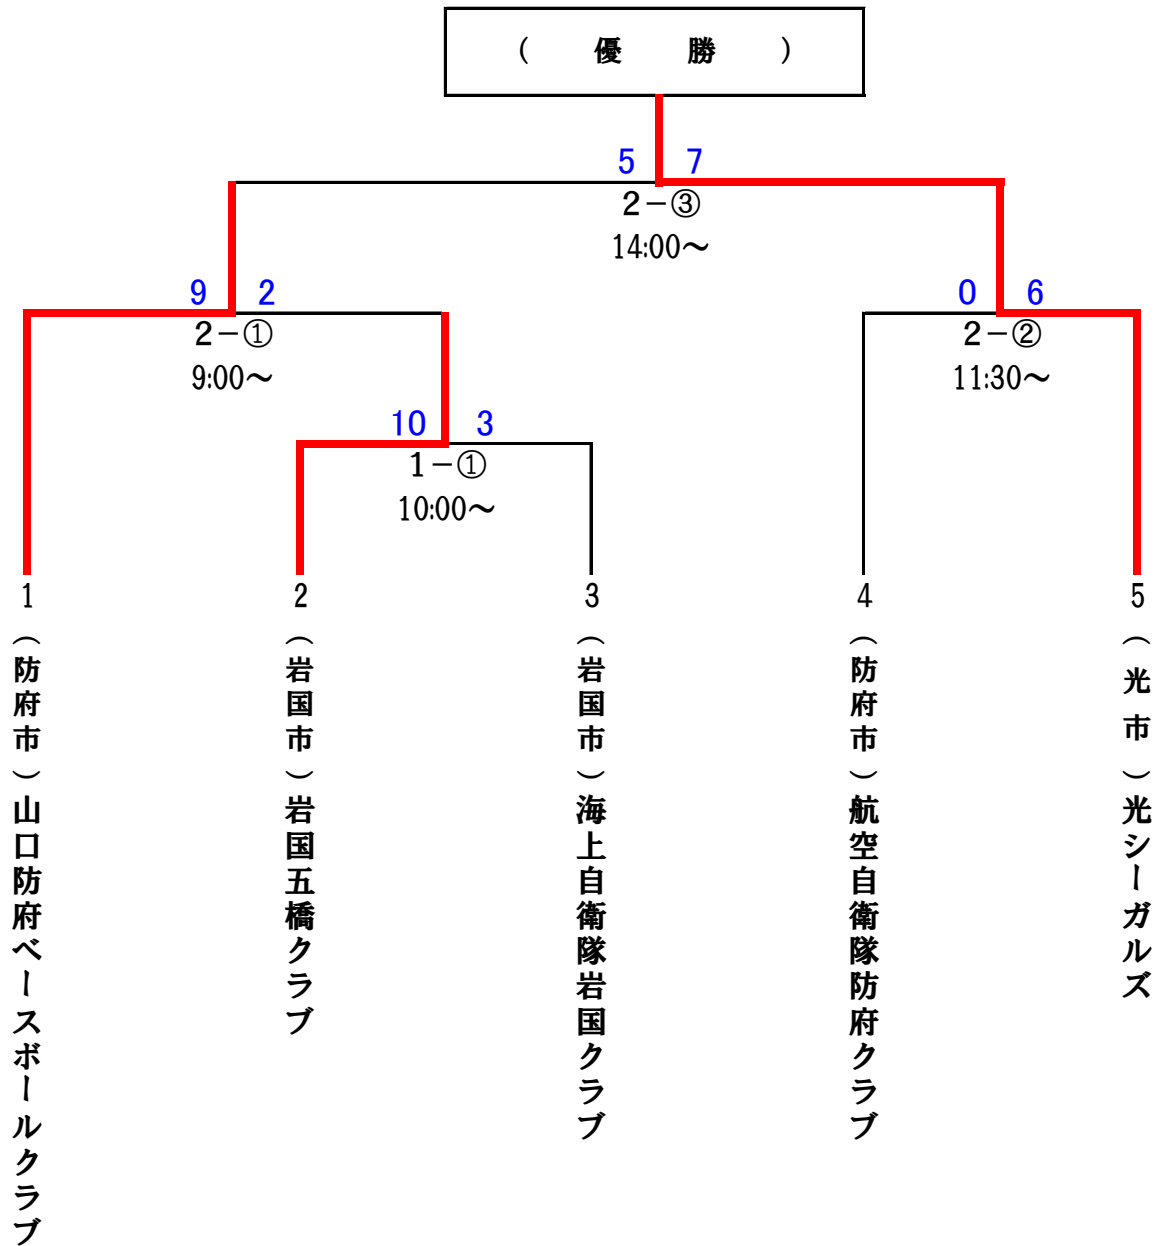 (　優　勝　)
5 7
2-③
14:00～
9 2
2-①
9:00～
0 6
2-②
11:30～
10 3
1-①
10:00～
1
(防府市)山口防府ベースボールクラブ
2
(岩国市)岩国五橋クラブ
3
(岩国市)海上自衛隊岩国クラブ
4
(防府市)航空自衛隊防府クラブ
5
(光市)光シーガルズ